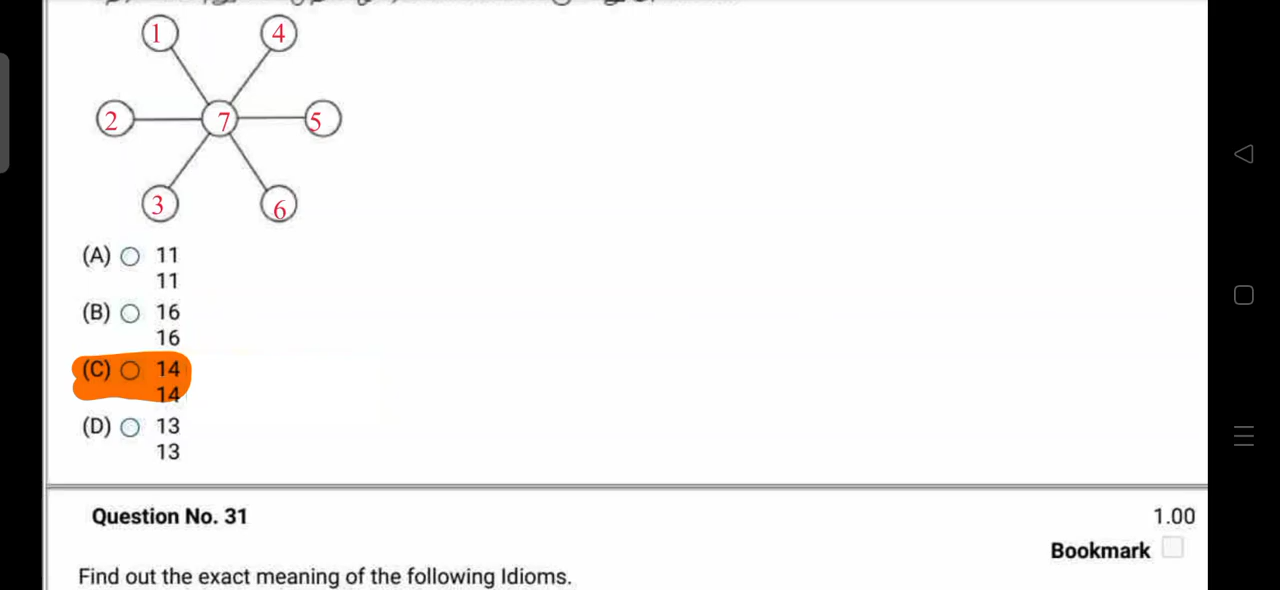 1 4
2 7 5
3 6
(A) 11
11
(B) 16
16
(C) 14
14
(D) 13
13
Question No. 31 1.00
Bookmark
Find out the exact meaning of the following Idioms.